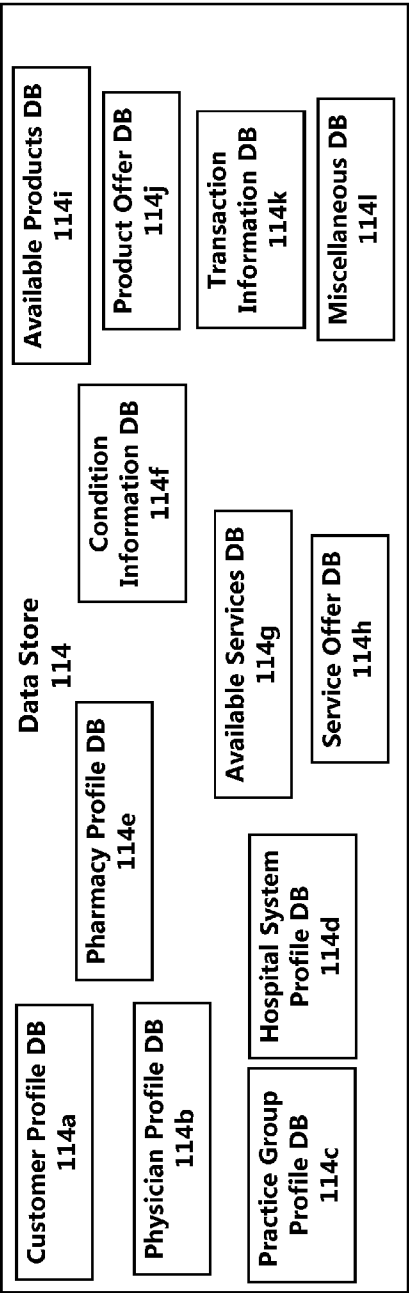 Data Store
114
Customer Profile DB
114a
Physician Profile DB
114b
Practice Group
Profile DB
114c
Hospital System
Profile DB
114d
Pharmacy Profile DB
114e
Condition
Information DB
114f
Available Services DB
114g
Service Offer DB
114h
Available Products DB
114i
Product Offer DB
114j
Transaction
Information DB
114k
Miscellaneous DB
114l